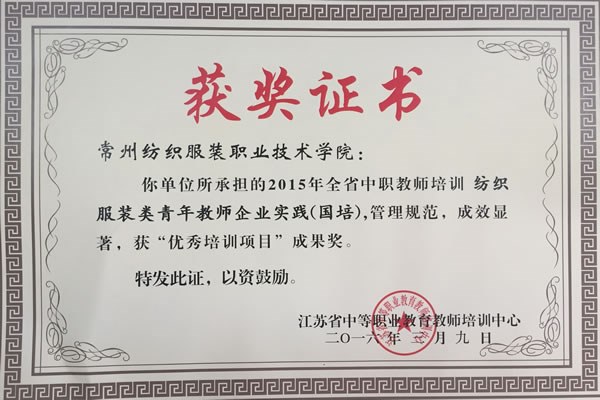 获奖证书
常州纺织服装职业技术学院：
你单位所承担的2015年全省中职教师培训 纺织
服装类青年教师企业实践(国培),管理规范，成效显
著，获“优秀培训项目”成果奖。
特发此证，以资鼓励。
江苏省中等职业教育教师培训中心
二〇一六年 月九日